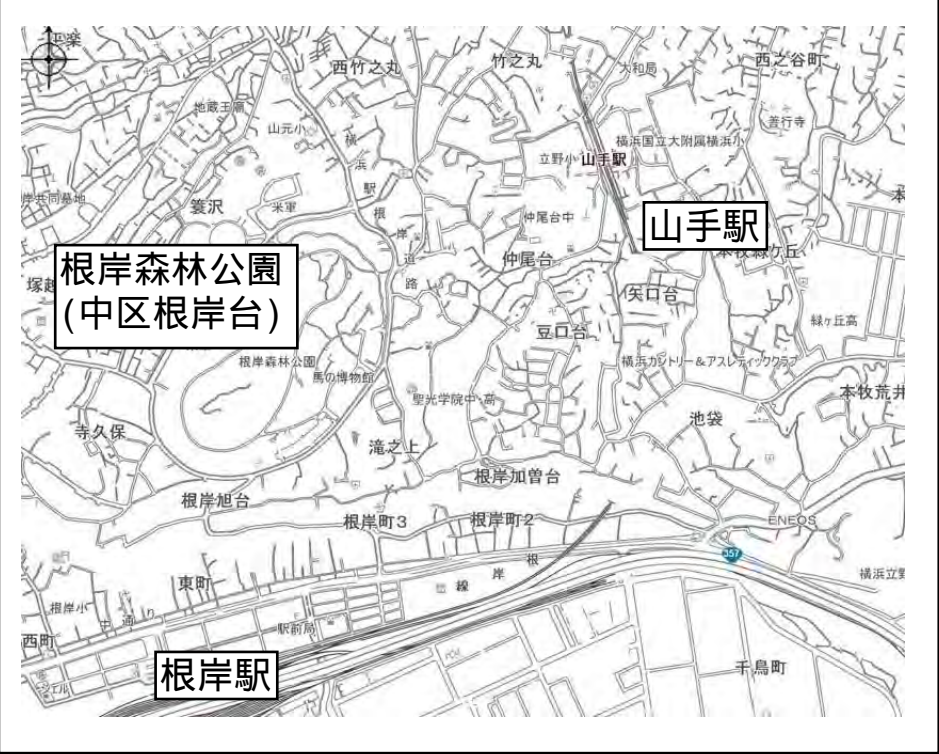 平楽
西竹之丸
竹之丸
大和局
西之谷町
地蔵王廟
山元小
善行寺
横浜国立大附属横浜小
立野小
山手駅
横浜駅根岸道路
簑沢
米軍
仲尾台中
山手駅
仲尾台
本牧緑ケ丘
根岸森林公園
(中区根岸台)
矢口台
緑ケ丘高
豆口台
根岸森林公園
馬の博物館
横浜カントリー&アスレティッククラブ
聖光学院中・高
本牧荒井
寺久保
池袋
滝之上
根岸加曽台
根岸旭台
根岸町3
根岸町2
ENEOS
357
根岸線
横浜立野
東町
根岸小
中通り
駅前局
西町
根岸駅
千鳥町